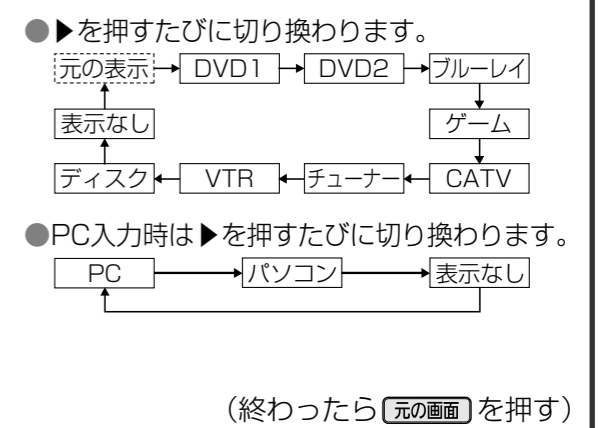 ●▶を押すたびに切り換わります。
元の表示 DVD1 DVD2 ブルーレイ
表示なし ゲーム
ディスク VTR チューナー CATV
●PC入力時は▶を押すたびに切り換わります。
PC パソコン 表示なし
(終わったら 元の画面 を押す)